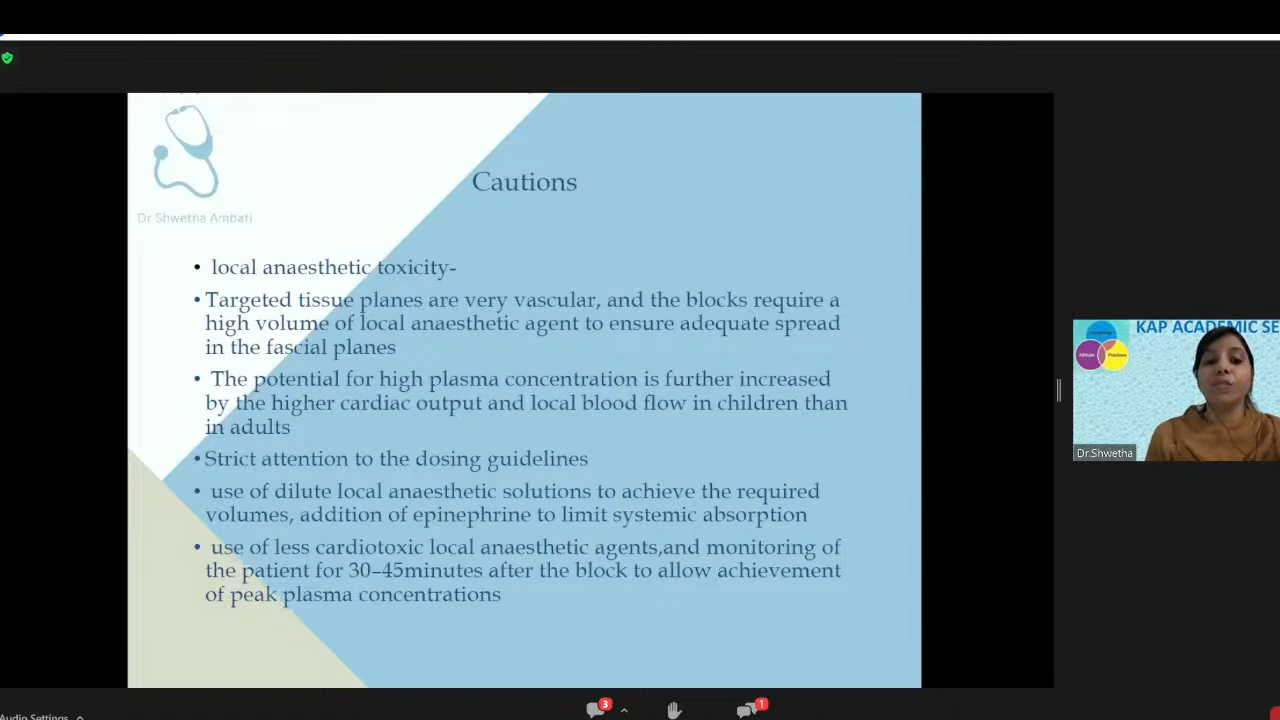 Dr Shwetha Ambati
Cautions
• local anaesthetic toxicity-
• Targeted tissue planes are very vascular, and the blocks require a
high volume of local anaesthetic agent to ensure adequate spread
in the fascial planes
• The potential for high plasma concentration is further increased
by the higher cardiac output and local blood flow in children than
in adults
• Strict attention to the dosing guidelines
• use of dilute local anaesthetic solutions to achieve the required
volumes, addition of epinephrine to limit systemic absorption
• use of less cardiotoxic local anaesthetic agents,and monitoring of
the patient for 30–45minutes after the block to allow achievement
of peak plasma concentrations
KAP ACADEMIC SE
Attitude
Practices
Dr.Shwetha
Audio Settings
3
1